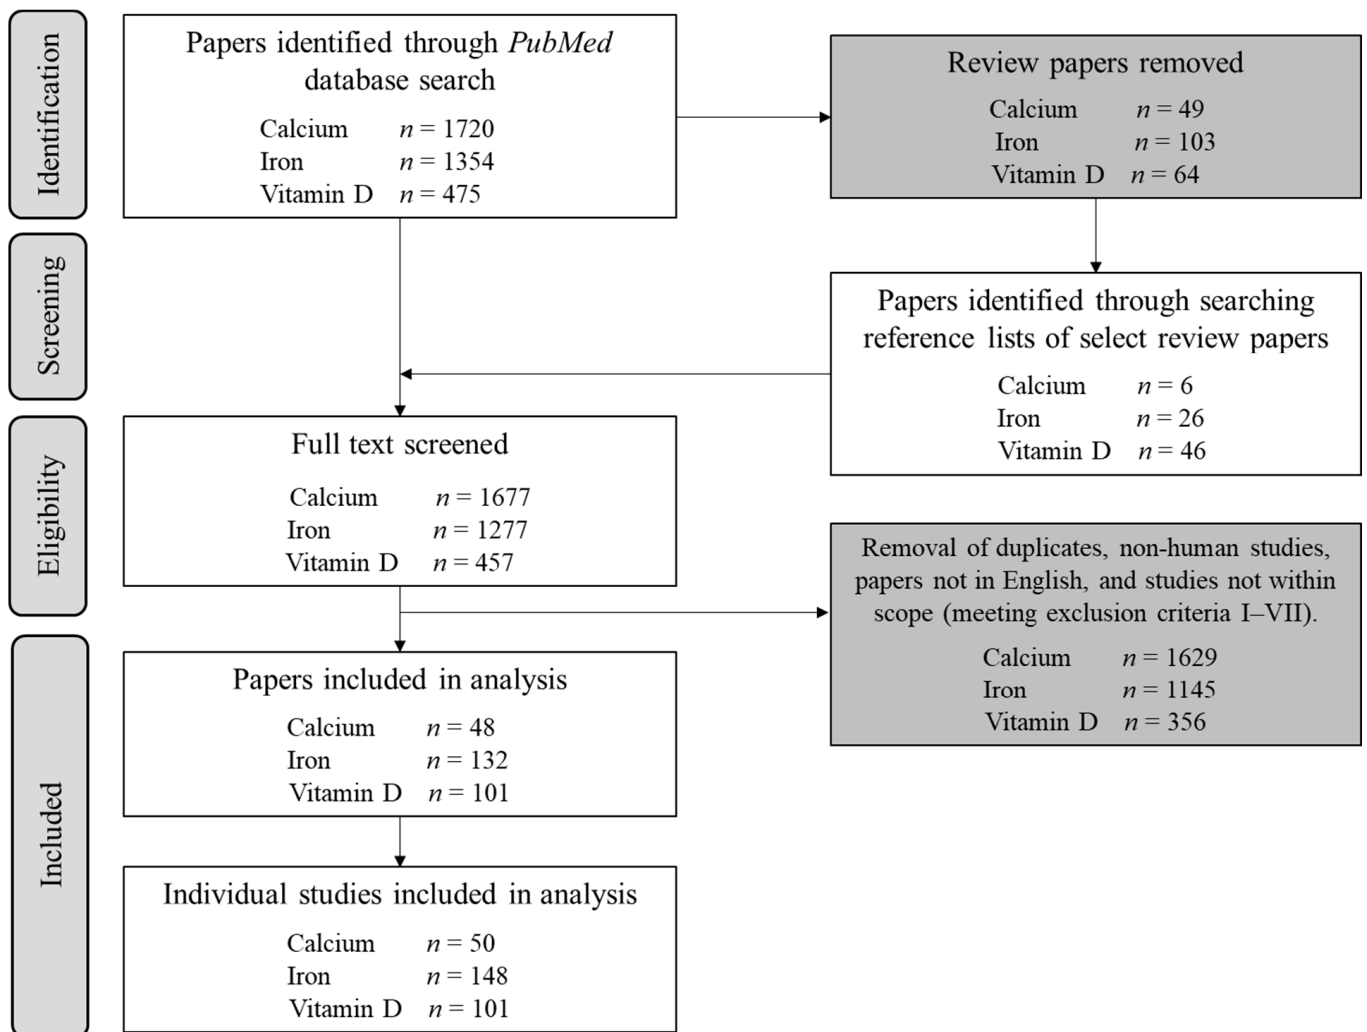 Identification
Papers identified through PubMed
database search
Calcium n = 1720
Iron n = 1354
Vitamin D n = 475
Review papers removed
Calcium n = 49
Iron n = 103
Vitamin D n = 64
Screening
Papers identified through searching
reference lists of select review papers
Calcium n = 6
Iron n = 26
Vitamin D n = 46
Eligibility
Full text screened
Calcium n = 1677
Iron n = 1277
Vitamin D n = 457
Removal of duplicates, non-human studies,
papers not in English, and studies not within
scope (meeting exclusion criteria I–VII).
Calcium n = 1629
Iron n = 1145
Vitamin D n = 356
Included
Papers included in analysis
Calcium n = 48
Iron n = 132
Vitamin D n = 101
Individual studies included in analysis
Calcium n = 50
Iron n = 148
Vitamin D n = 101